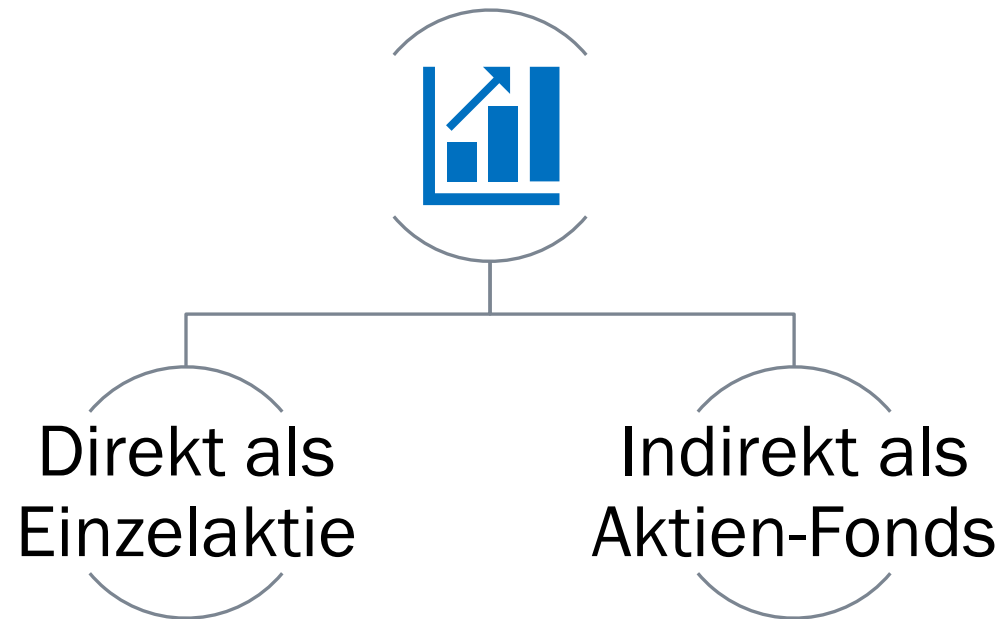 Direkt als
Einzelaktie
Indirekt als
Aktien-Fonds